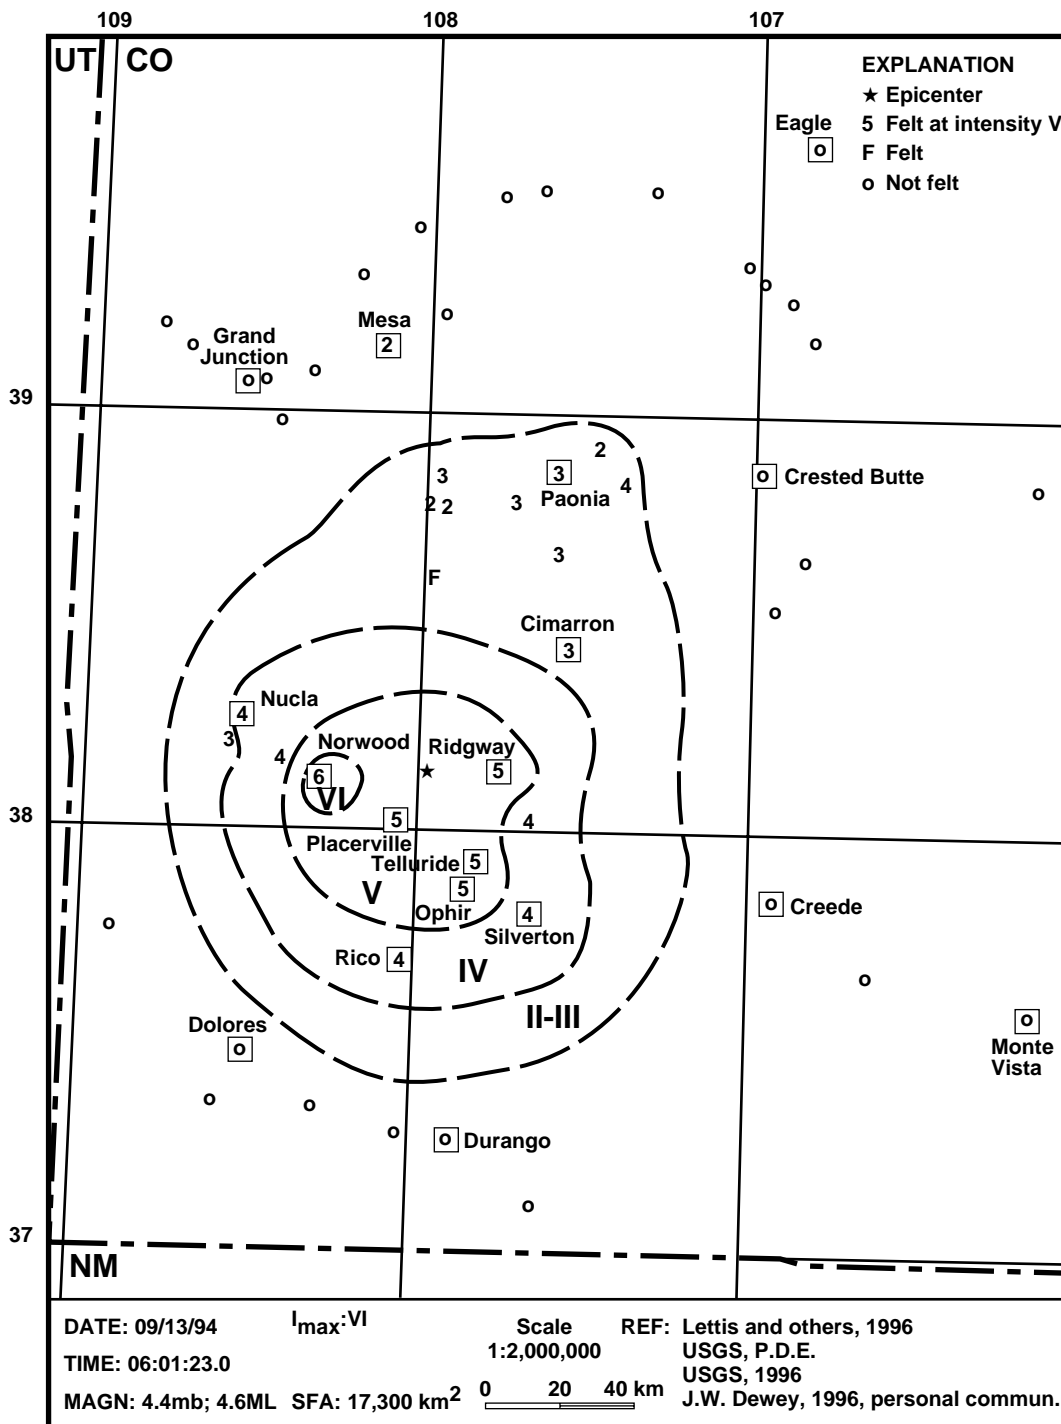 109 108 107
UT CO
EXPLANATION
★ Epicenter
5 Felt at intensity V
F Felt
o Not felt
Eagle
o
o o o
o
o o
o
o
o
o
o
o
Mesa
2
Grand
Junction
o o o
o
o
39
2
3
3
4
Paonia
2 2 3
o Crested Butte
o
3
o
F
o
Cimarron
3
Nucla
4
3
4
Norwood
6
VI
Ridgway
★ 5
38
5
4
Placerville
Telluride 5
V
5
Ophir
4
Silverton
o Creede
o
Rico 4
IV
o
II-III
o
Monte
Vista
Dolores
o
o o
o
o Durango
o
37
NM
DATE: 09/13/94
TIME: 06:01:23.0
MAGN: 4.4mb; 4.6ML
Imax:VI
SFA: 17,300 km2
Scale
1:2,000,000
0 20 40 km
REF: Lettis and others, 1996
USGS, P.D.E.
USGS, 1996
J.W. Dewey, 1996, personal commun.